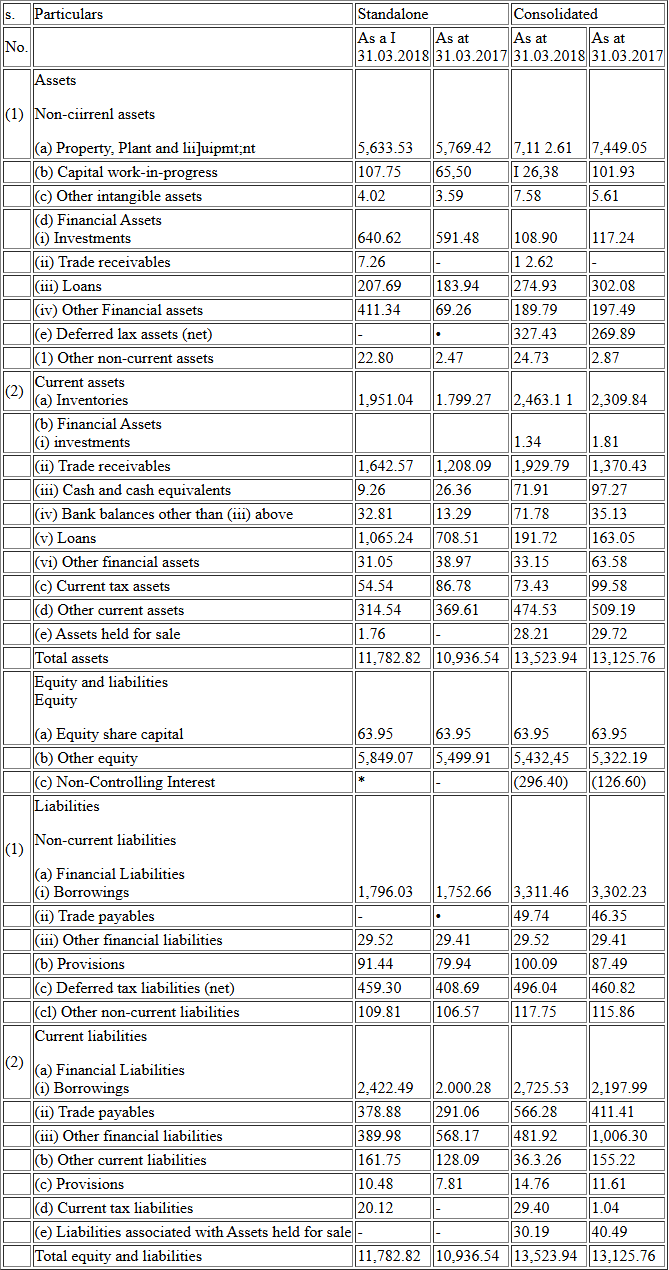 s. Particulars Standalone Consolidated
No. As a I As at As at As at
31.03.2018 31.03.2017 31.03.2018 31.03.2017
Assets
(1) Non-ciirrenl assets
(a) Property, Plant and lii]uipmt;nt 5,633.53 5,769.42 7,11 2.61 7,449.05
(b) Capital work-in-progress 107.75 65,50 I 26,38 101.93
(c) Other intangible assets 4.02 3.59 7.58 5.61
(d) Financial Assets
(i) Investments 640.62 591.48 108.90 117.24
(ii) Trade receivables 7.26 - 1 2.62 -
(iii) Loans 207.69 183.94 274.93 302.08
(iv) Other Financial assets 411.34 69.26 189.79 197.49
(e) Deferred lax assets (net) - • 327.43 269.89
(1) Other non-current assets 22.80 2.47 24.73 2.87
(2) Current assets
(a) Inventories 1,951.04 1.799.27 2,463.1 1 2,309.84
(b) Financial Assets
(i) investments 1.34 1.81
(ii) Trade receivables 1,642.57 1,208.09 1,929.79 1,370.43
(iii) Cash and cash equivalents 9.26 26.36 71.91 97.27
(iv) Bank balances other than (iii) above 32.81 13.29 71.78 35.13
(v) Loans 1,065.24 708.51 191.72 163.05
(vi) Other financial assets 31.05 38.97 33.15 63.58
(c) Current tax assets 54.54 86.78 73.43 99.58
(d) Other current assets 314.54 369.61 474.53 509.19
(e) Assets held for sale 1.76 - 28.21 29.72
Total assets 11,782.82 10,936.54 13,523.94 13,125.76
Equity and liabilities
Equity
(a) Equity share capital 63.95 63.95 63.95 63.95
(b) Other equity 5,849.07 5,499.91 5,432,45 5,322.19
(c) Non-Controlling Interest * - (296.40) (126.60)
Liabilities
(1) Non-current liabilities
(a) Financial Liabilities
(i) Borrowings 1,796.03 1,752.66 3,311.46 3,302.23
(ii) Trade payables - • 49.74 46.35
(iii) Other financial liabilities 29.52 29.41 29.52 29.41
(b) Provisions 91.44 79.94 100.09 87.49
(c) Deferred tax liabilities (net) 459.30 408.69 496.04 460.82
(cl) Other non-current liabilities 109.81 106.57 117.75 115.86
(2) Current liabilities
(a) Financial Liabilities
(i) Borrowings 2,422.49 2.000.28 2,725.53 2,197.99
(ii) Trade payables 378.88 291.06 566.28 411.41
(iii) Other financial liabilities 389.98 568.17 481.92 1,006.30
(b) Other current liabilities 161.75 128.09 36.3.26 155.22
(c) Provisions 10.48 7.81 14.76 11.61
(d) Current tax liabilities 20.12 - 29.40 1.04
(e) Liabilities associated with Assets held for sale - - 30.19 40.49
Total equity and liabilities 11,782.82 10,936.54 13,523.94 13,125.76